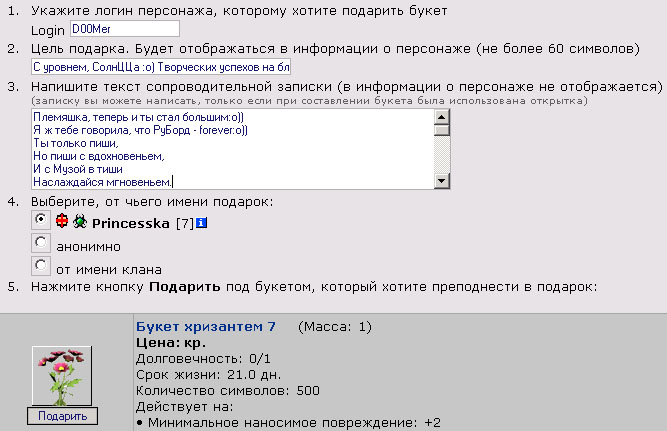 1. Укажите логин персонажа, которому хотите подарить букет
Login D00Mer
2. Цель подарка. Будет отображаться в информации о персонаже (не более 60 символов)
С уровнем, СолнЦЦа :о) Творческих успехов на бл
3. Напишите текст сопроводительной записки (в информации о персонаже не отображается)
(записку вы можете написать, только если при составлении букета была использована открытка)
Племяшка, теперь и ты стал большим:о))
Я ж тебе говорила, что РуБорд - forever:о))
Ты только пиши,
Но пиши с вдохновеньем,
И с Музой в тиши
Наслаждайся мгновеньем.
4. Выберите, от чьего имени подарок:
Princesska [7] i
анонимно
от имени клана
5. Нажмите кнопку Подарить под букетом, который хотите преподнести в подарок:
Букет хризантем 7 (Масса: 1)
Цена: кр.
Долговечность: 0/1
Срок жизни: 21.0 дн.
Количество символов: 500
Действует на:
• Минимальное наносимое повреждение: +2
Подарить